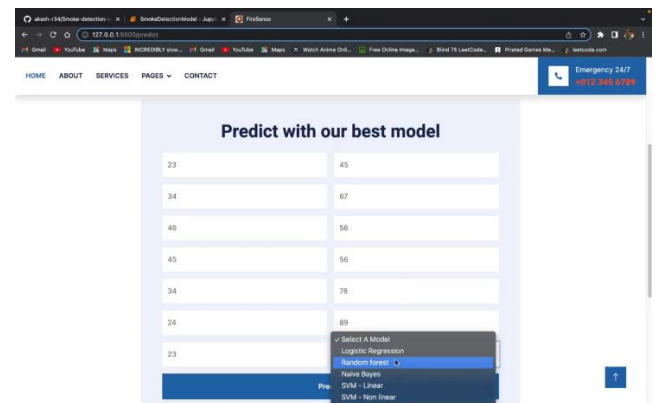 akash-r34/Smoke-detection- x SmokeDetectionModel - Jupy x FireSense x +
127.0.0.1:5000/predict
Gmail YouTube Maps INCREDIBLY slow... Gmail YouTube Maps Watch Anime Onli... Free Online Image... Blind 75 LeetCode... Pirated Games Me... leetcode.com
HOME ABOUT SERVICES PAGES CONTACT
Emergency 24/7
+012 345 6789
Predict with our best model
23 45
34 67
46 56
45 56
34 78
24 89
✓ Select A Model
23
Logistic Regression
Random forest
Naive Bayes
SVM - Linear
Pre
SVM - Non linear